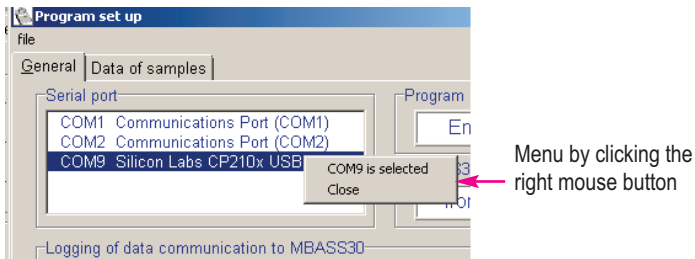 Program set up
file
General Data of samples
Serial port
Program
COM1 Communications Port (COM1)
COM2 Communications Port (COM2)
COM9 Silicon Labs CP210x USB
En
COM9 is selected
Close
Menu by clicking the
right mouse button
Logging of data communication to MBASS30